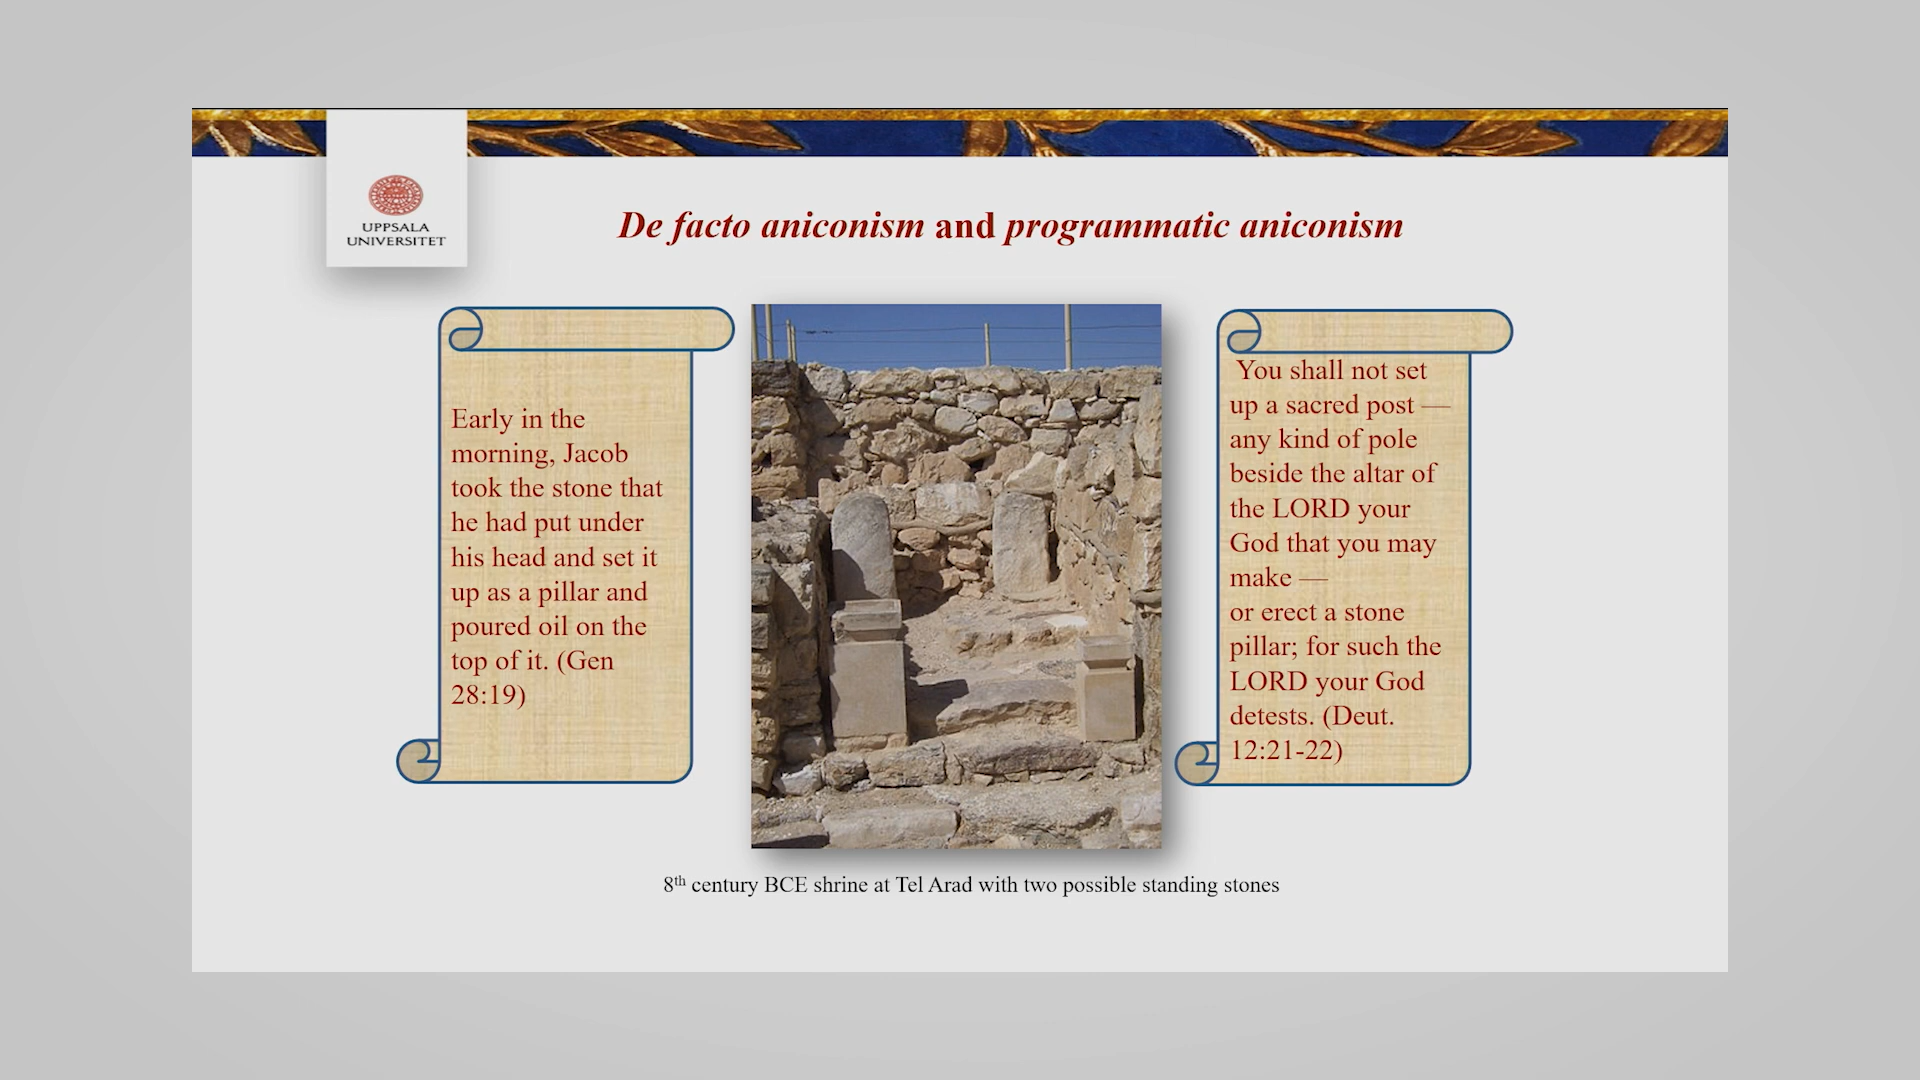 UPPSALA
UNIVERSITET
De facto aniconism and programmatic aniconism
Early in the
morning, Jacob
took the stone that
he had put under
his head and set it
up as a pillar and
poured oil on the
top of it. (Gen
28:19)
You shall not set
up a sacred post —
any kind of pole
beside the altar of
the LORD your
God that you may
make —
or erect a stone
pillar; for such the
LORD your God
detests. (Deut.
12:21-22)
8th century BCE shrine at Tel Arad with two possible standing stones